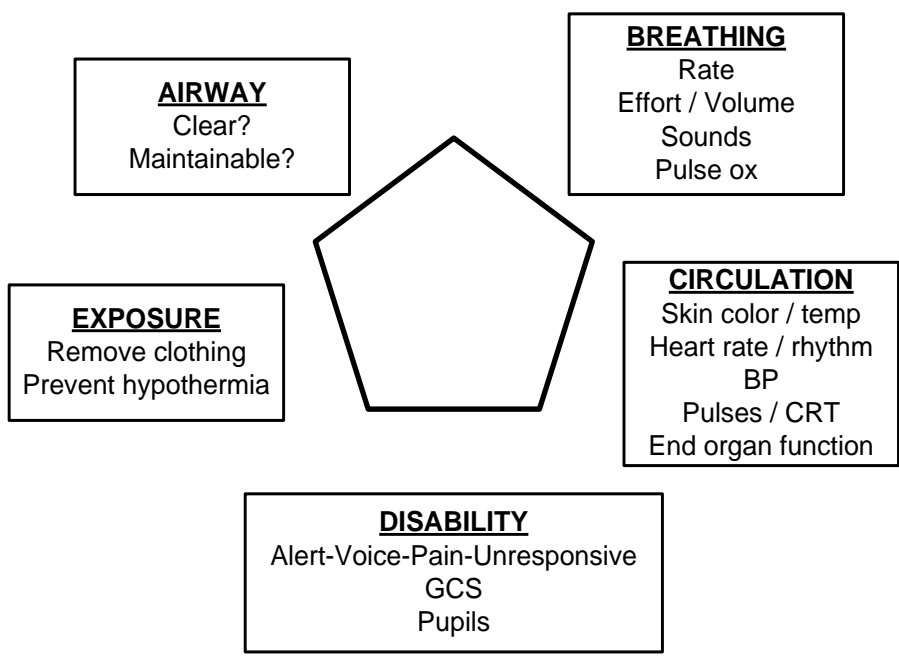 AIRWAY
Clear?
Maintainable?
BREATHING
Rate
Effort / Volume
Sounds
Pulse ox
CIRCULATION
Skin color / temp
Heart rate / rhythm
BP
Pulses / CRT
End organ function
DISABILITY
Alert-Voice-Pain-Unresponsive
GCS
Pupils
EXPOSURE
Remove clothing
Prevent hypothermia